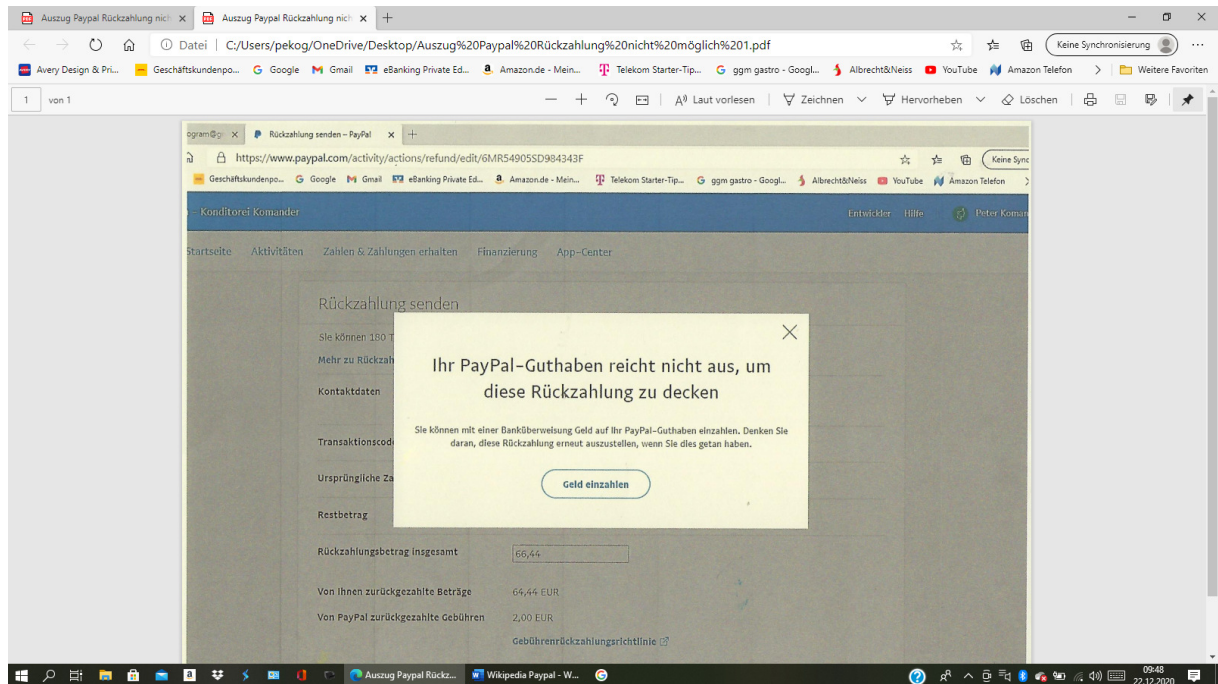 Auszug Paypal Rückzahlung nich
Auszug Paypal Rückzahlung nich
Datei | C:/Users/pekog/OneDrive/Desktop/Auszug%20Paypal%20Rückzahlung%20nicht%20möglich%201.pdf
Keine Synchronisierung
Avery Design & Pri... Geschäftskundenpo... Google Gmail eBanking Private Ed... Amazon.de - Mein... Telekom Starter-Tip... ggm gastro - Googl... Albrecht&Neiss YouTube Amazon Telefon Weitere Favoriten
1 von 1 Laut vorlesen Zeichnen Hervorheben Löschen
ogram@g Rückzahlung senden – PayPal
https://www.paypal.com/activity/actions/refund/edit/6MR54905SD984343F
Keine Sync
Geschäftskundenpo... Google Gmail eBanking Private Ed... Amazon.de - Mein... Telekom Starter-Tip... ggm gastro - Googl... Albrecht&Neiss YouTube Amazon Telefon
– Konditorei Komander Entwickler Hilfe Peter Koman
Startseite Aktivitäten Zahlen & Zahlungen erhalten Finanzierung App-Center
Rückzahlung senden
Sie können 180 T
Mehr zu Rückzah
Kontaktdaten
Transaktionscod
Ursprüngliche Za
Restbetrag
Ihr PayPal-Guthaben reicht nicht aus, um
diese Rückzahlung zu decken
Sie können mit einer Banküberweisung Geld auf Ihr PayPal-Guthaben einzahlen. Denken Sie
daran, diese Rückzahlung erneut auszustellen, wenn Sie dies getan haben.
Geld einzahlen
Rückzahlungsbetrag insgesamt 66,44
Von Ihnen zurückgezahlte Beträge 64,44 EUR
Von PayPal zurückgezahlte Gebühren 2,00 EUR
Gebührenrückzahlungsrichtlinie
Auszug Paypal Rückz... Wikipedia Paypal - W...
09:48
22.12.2020